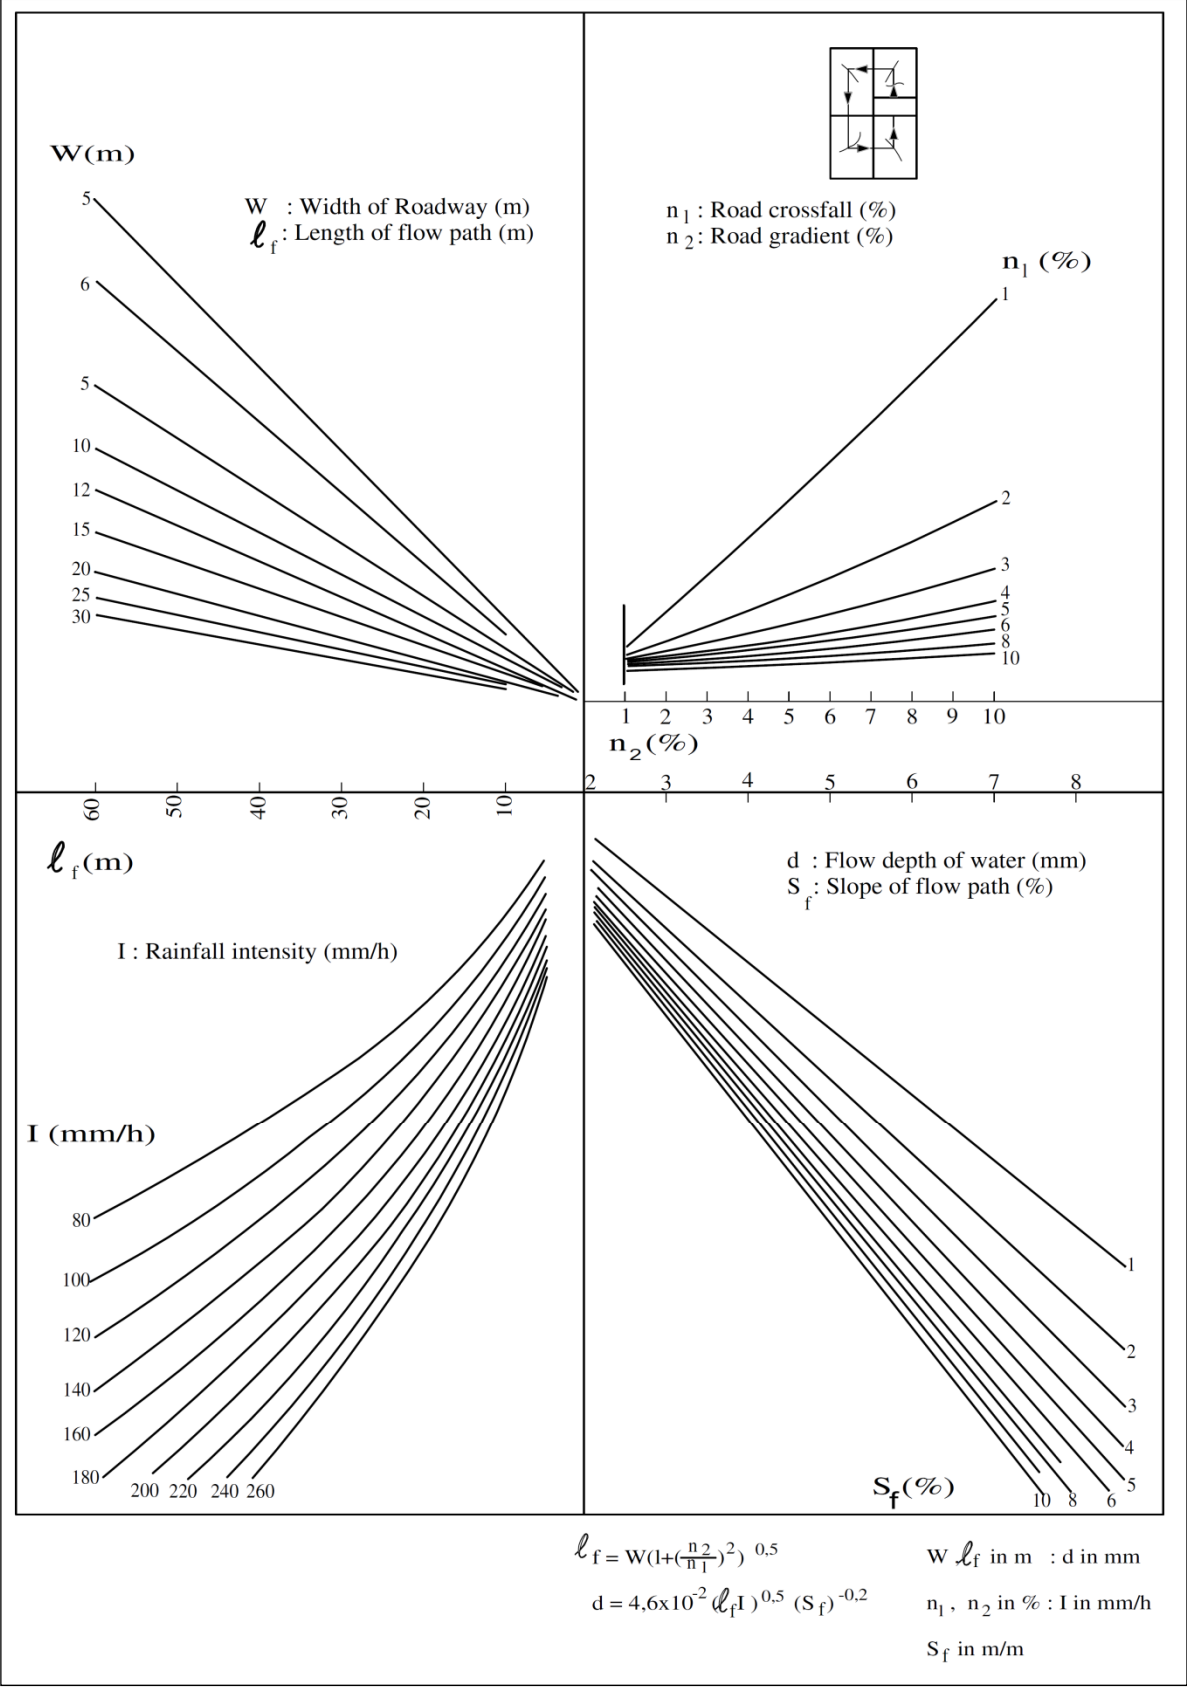 W(m)
5
6
5
10
12
15
20
25
30
W : Width of Roadway (m)
ℓf : Length of flow path (m)
n1 : Road crossfall (%)
n2 : Road gradient (%)
n1 (%)
1
2
3
4
5
6
8
10
1 2 3 4 5 6 7 8 9 10
n2(%)
2 3 4 5 6 7 8
60 50 40 30 20 10
ℓf(m)
d : Flow depth of water (mm)
Sf : Slope of flow path (%)
I : Rainfall intensity (mm/h)
I (mm/h)
80
100
120
140
160
180
200 220 240 260
1
2
3
4
5
Sf(%)
10 8 6
ℓf = W(1+(n2/n1)²) 0,5
W ℓf in m : d in mm
d = 4,6x10⁻² (ℓfI)0,5 (Sf)-0,2
n1 , n2 in % : I in mm/h
Sf in m/m